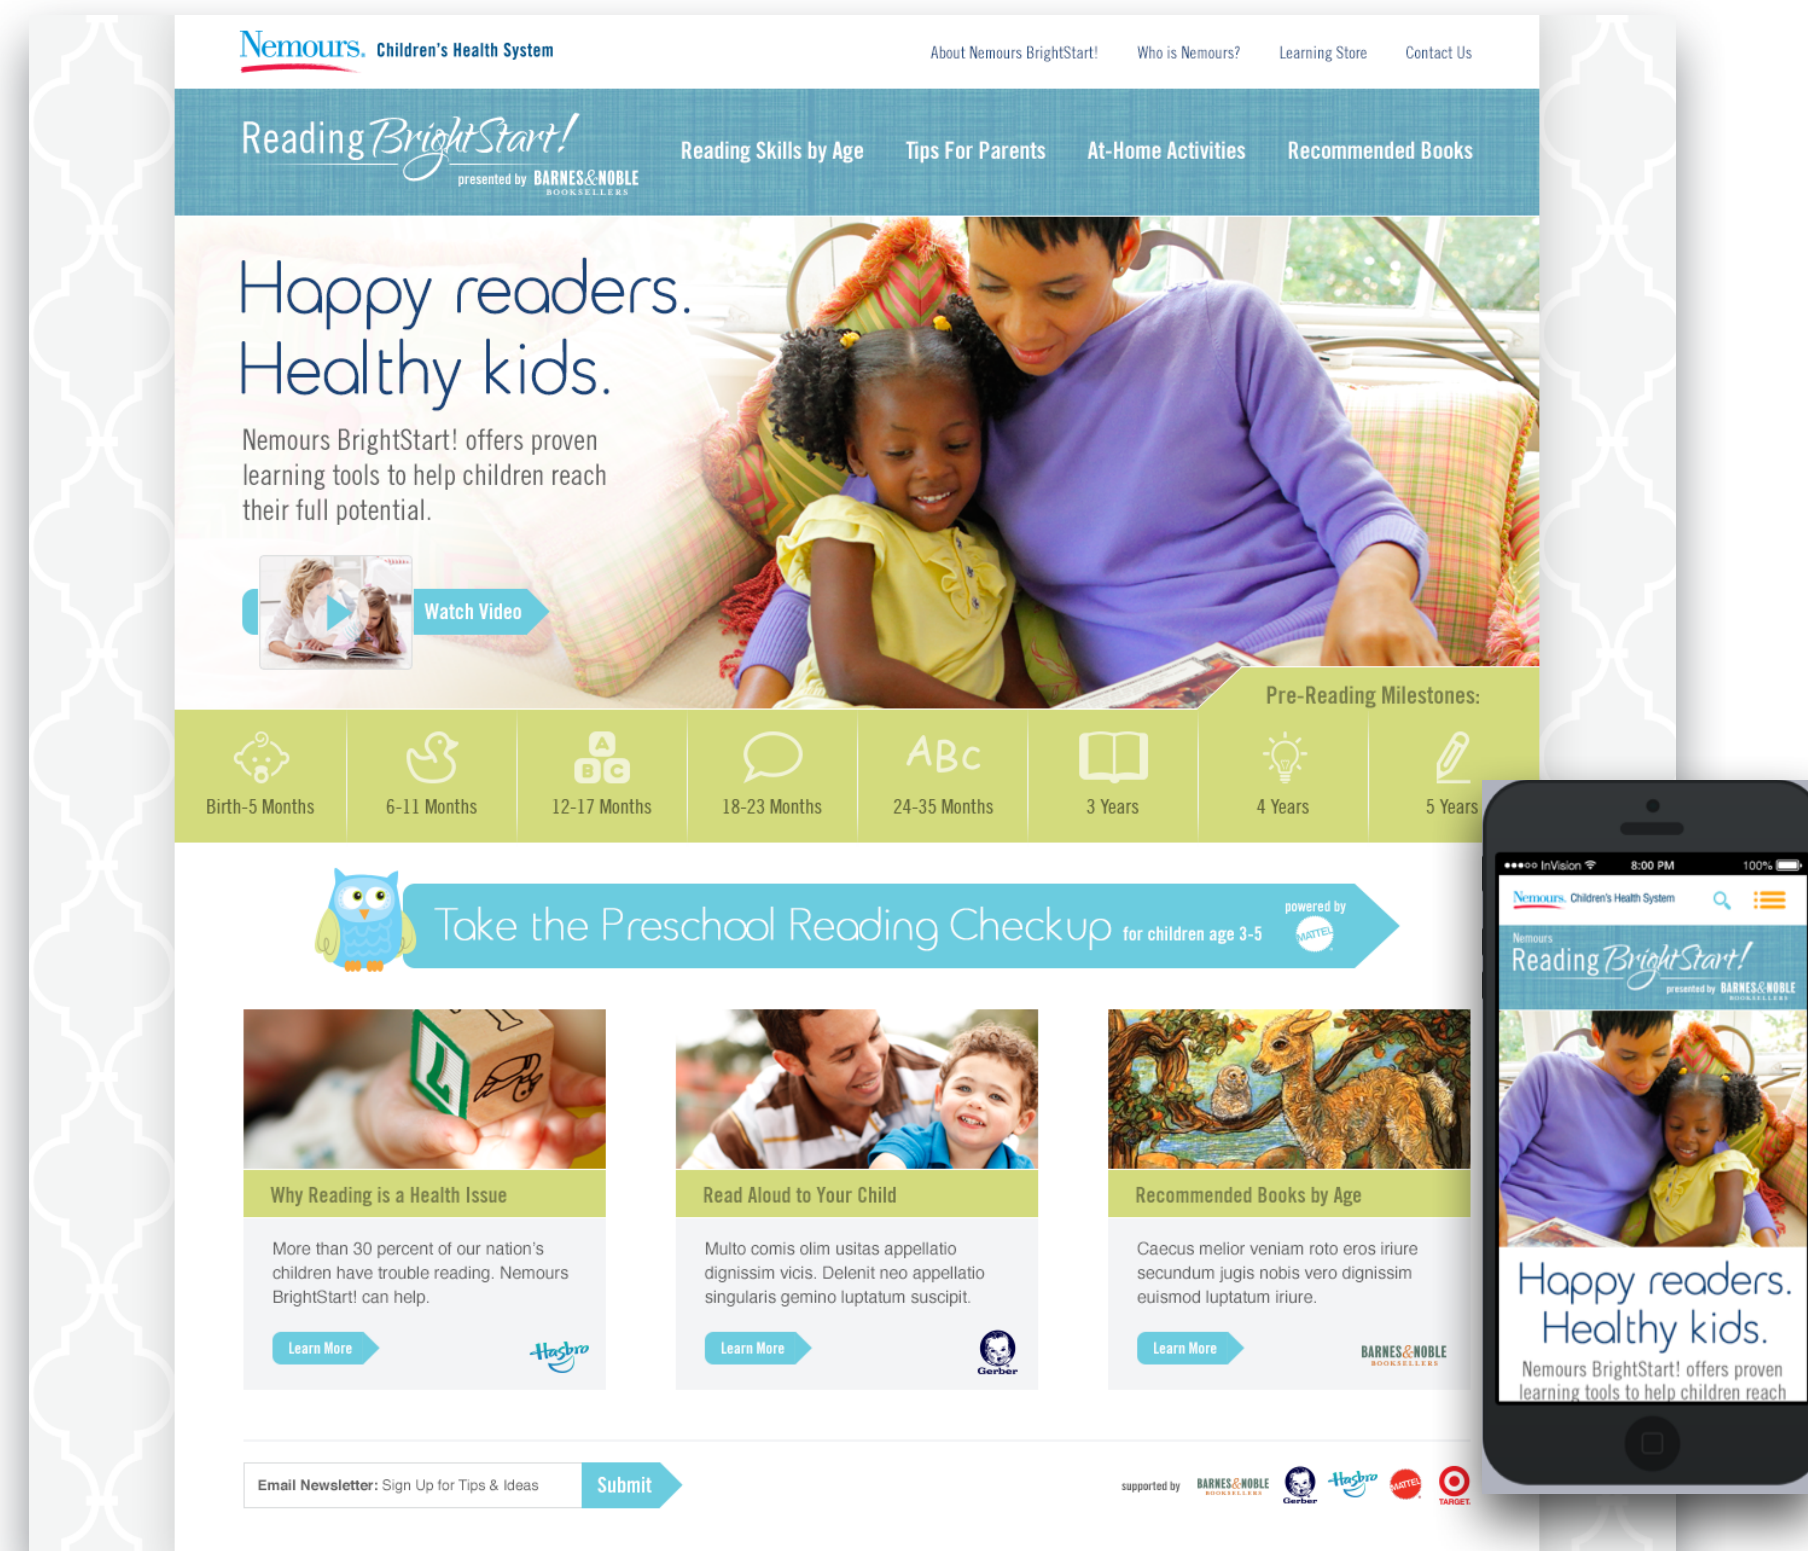 Nemours. Children's Health System
About Nemours BrightStart!
Who is Nemours?
Learning Store
Contact Us
Reading BrightStart!
presented by BARNES&NOBLE
BOOKSELLERS
Reading Skills by Age
Tips For Parents
At-Home Activities
Recommended Books
Happy readers.
Healthy kids.
Nemours BrightStart! offers proven
learning tools to help children reach
their full potential.
Watch Video
Pre-Reading Milestones:
A
B C
ABC
Birth-5 Months
6-11 Months
12-17 Months
18-23 Months
24-35 Months
3 Years
4 Years
5 Years
Take the Preschool Reading Checkup for children age 3-5
powered by
MATTEL
Why Reading is a Health Issue
More than 30 percent of our nation's
children have trouble reading. Nemours
BrightStart! can help.
Learn More
Hasbro
Read Aloud to Your Child
Multo comis olim usitas appellatio
dignissim vicis. Delenit neo appellatio
singularis gemino luptatum suscipit.
Learn More
Gerber
Recommended Books by Age
Caecus melior veniam roto eros iriure
secundum jugis nobis vero dignissim
euismod luptatum iriure.
Learn More
BARNES&NOBLE
BOOKSELLERS
Email Newsletter: Sign Up for Tips & Ideas
Submit
supported by
BARNES&NOBLE
BOOKSELLERS
Gerber
Hasbro
MATTEL
TARGET
InVision
8:00 PM
100%
Nemours. Children's Health System
Nemours
Reading BrightStart!
presented by BARNES&NOBLE
BOOKSELLERS
Happy readers.
Healthy kids.
Nemours BrightStart! offers proven
learning tools to help children reach